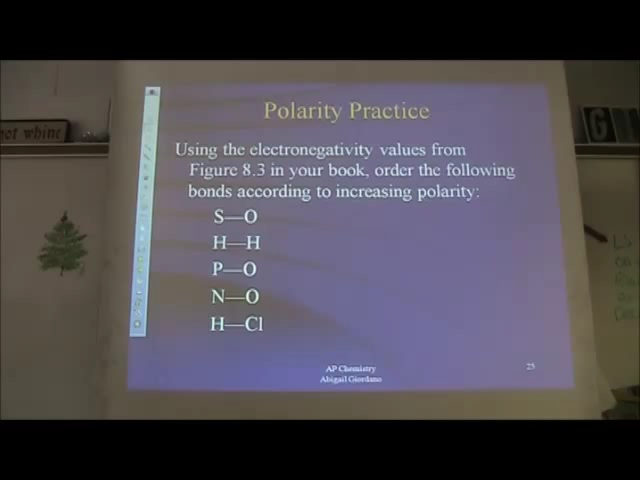 Polarity Practice
not whine
G
Using the electronegativity values from
Figure 8.3 in your book, order the following
bonds according to increasing polarity:
S—O
H—H
P—O
N—O
H—Cl
AP Chemistry
Abigail Giordano
25